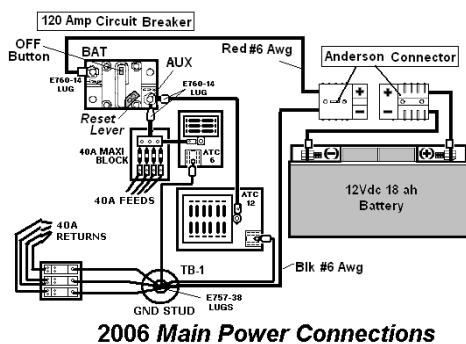 120 Amp Circuit Breaker
OFF
Button
BAT
AUX
E760-14
LUG
E760-14
LUG
Reset
Lever
40A MAXI
BLOCK
ATC
6
40A FEEDS
ATC
12
Red #6 Awg
Anderson Connector
+
−
+
−
−
+
12Vdc 18 ah
Battery
40A
RETURNS
TB-1
GND STUD
E757-38
LUGS
Blk #6 Awg
2006 Main Power Connections